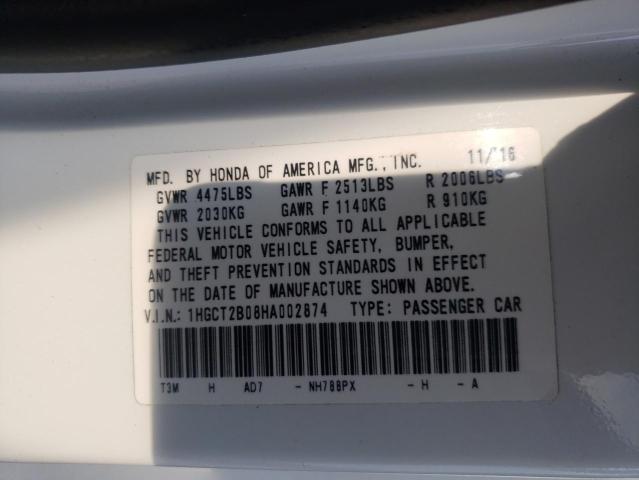 MFD. BY HONDA OF AMERICA MFG., INC. 11/16
GVWR 4475LBS GAWR F 2513LBS R 2006LBS
GVWR 2030KG GAWR F 1140KG R 910KG
THIS VEHICLE CONFORMS TO ALL APPLICABLE
FEDERAL MOTOR VEHICLE SAFETY, BUMPER,
AND THEFT PREVENTION STANDARDS IN EFFECT
ON THE DATE OF MANUFACTURE SHOWN ABOVE.
V.I.N.: 1HGCT2B08HA002874 TYPE: PASSENGER CAR
T3M H AD7 - NH788PX - H - A